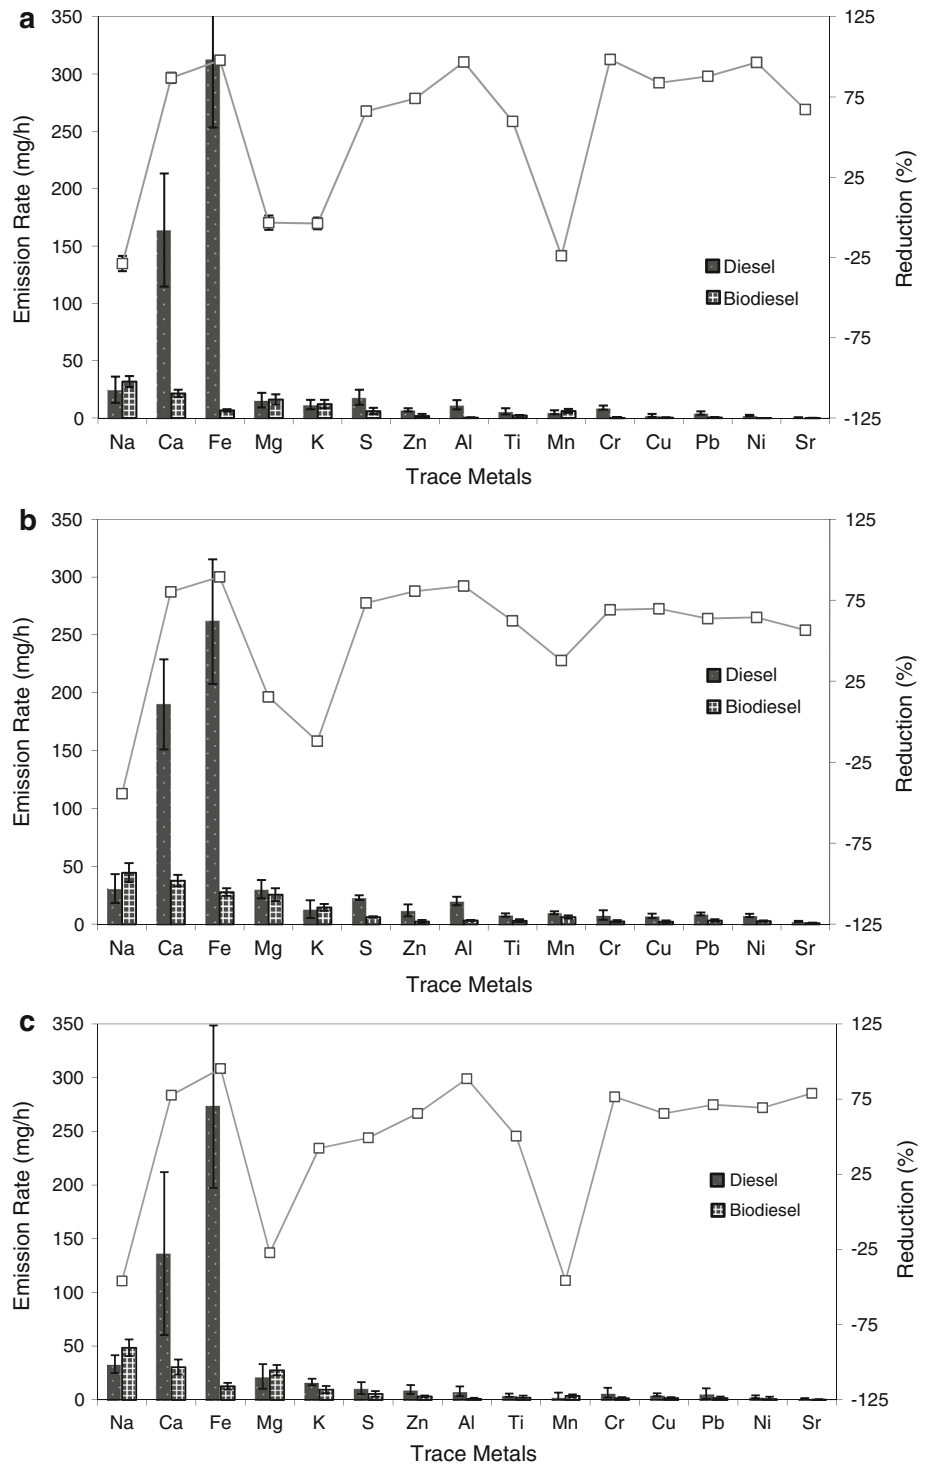 a
350
300
250
200
150
100
50
0
Emission Rate (mg/h)
125
75
25
-25
-75
-125
Reduction (%)
Diesel
Biodiesel
Na Ca Fe Mg K S Zn Al Ti Mn Cr Cu Pb Ni Sr
Trace Metals
b
350
300
250
200
150
100
50
0
Emission Rate (mg/h)
125
75
25
-25
-75
-125
Reduction (%)
Diesel
Biodiesel
Na Ca Fe Mg K S Zn Al Ti Mn Cr Cu Pb Ni Sr
Trace Metals
c
350
300
250
200
150
100
50
0
Emission Rate (mg/h)
125
75
25
-25
-75
-125
Reduction (%)
Diesel
Biodiesel
Na Ca Fe Mg K S Zn Al Ti Mn Cr Cu Pb Ni Sr
Trace Metals